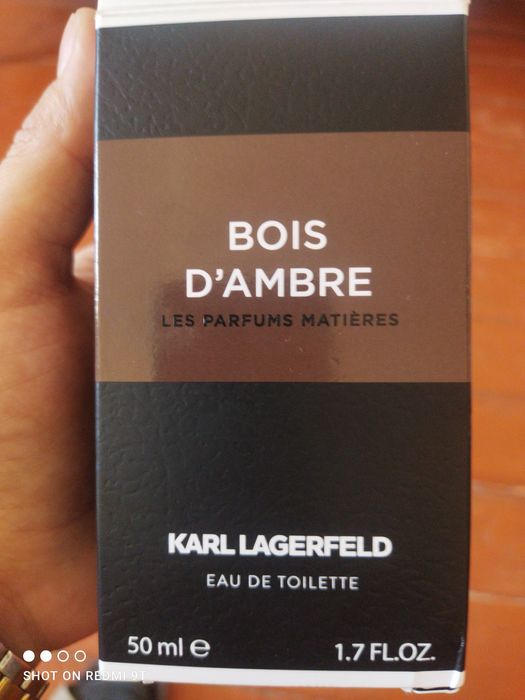 BOIS
D'AMBRE
LES PARFUMS MATIÈRES
KARL LAGERFELD
EAU DE TOILETTE
50 ml ℮
1.7 FL.OZ.
SHOT ON REDMI 9T